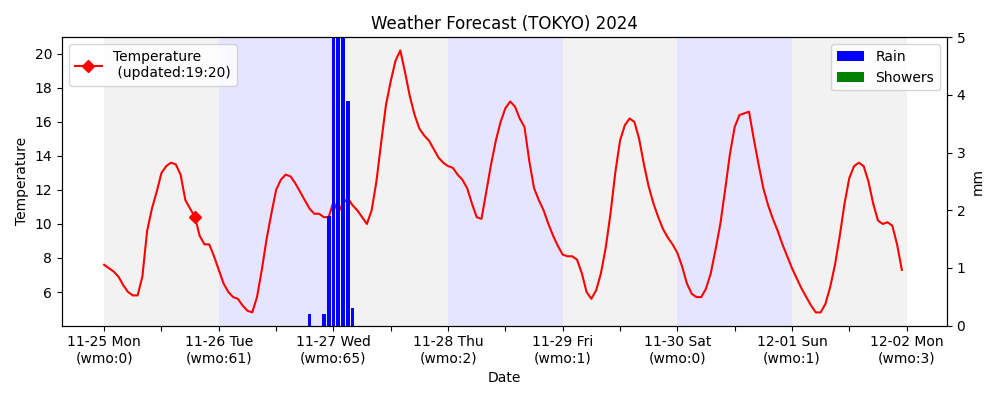 Weather Forecast (TOKYO) 2024
Temperature
(updated:19:20)
Rain
Showers
Temperature
20
18
16
14
12
10
8
6
5
4
3
2
1
0
mm
11-25 Mon
(wmo:0)
11-26 Tue
(wmo:61)
11-27 Wed
(wmo:65)
11-28 Thu
(wmo:2)
11-29 Fri
(wmo:1)
11-30 Sat
(wmo:0)
12-01 Sun
(wmo:1)
12-02 Mon
(wmo:3)
Date